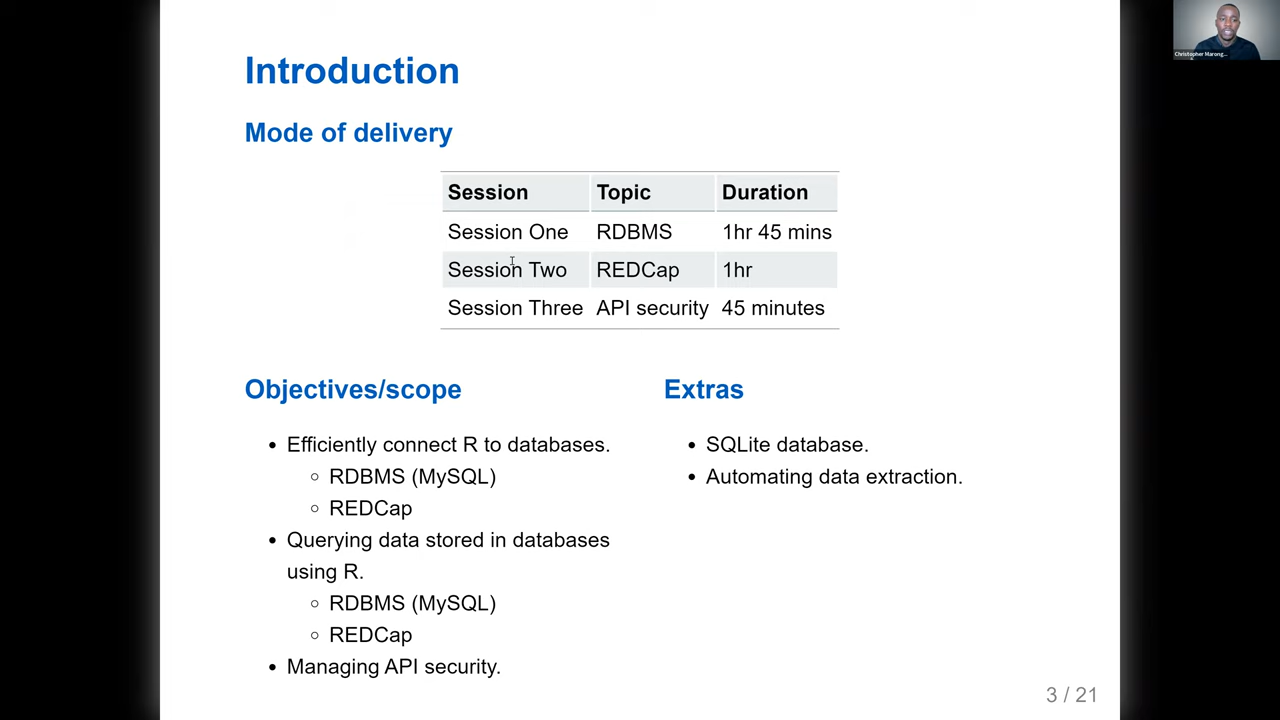 Introduction
Mode of delivery
Session Topic Duration
Session One RDBMS 1hr 45 mins
Session Two REDCap 1hr
Session Three API security 45 minutes
Objectives/scope
• Efficiently connect R to databases.
○ RDBMS (MySQL)
○ REDCap
• Querying data stored in databases
using R.
○ RDBMS (MySQL)
○ REDCap
• Managing API security.
Extras
• SQLite database.
• Automating data extraction.
3 / 21
Christopher Marong...